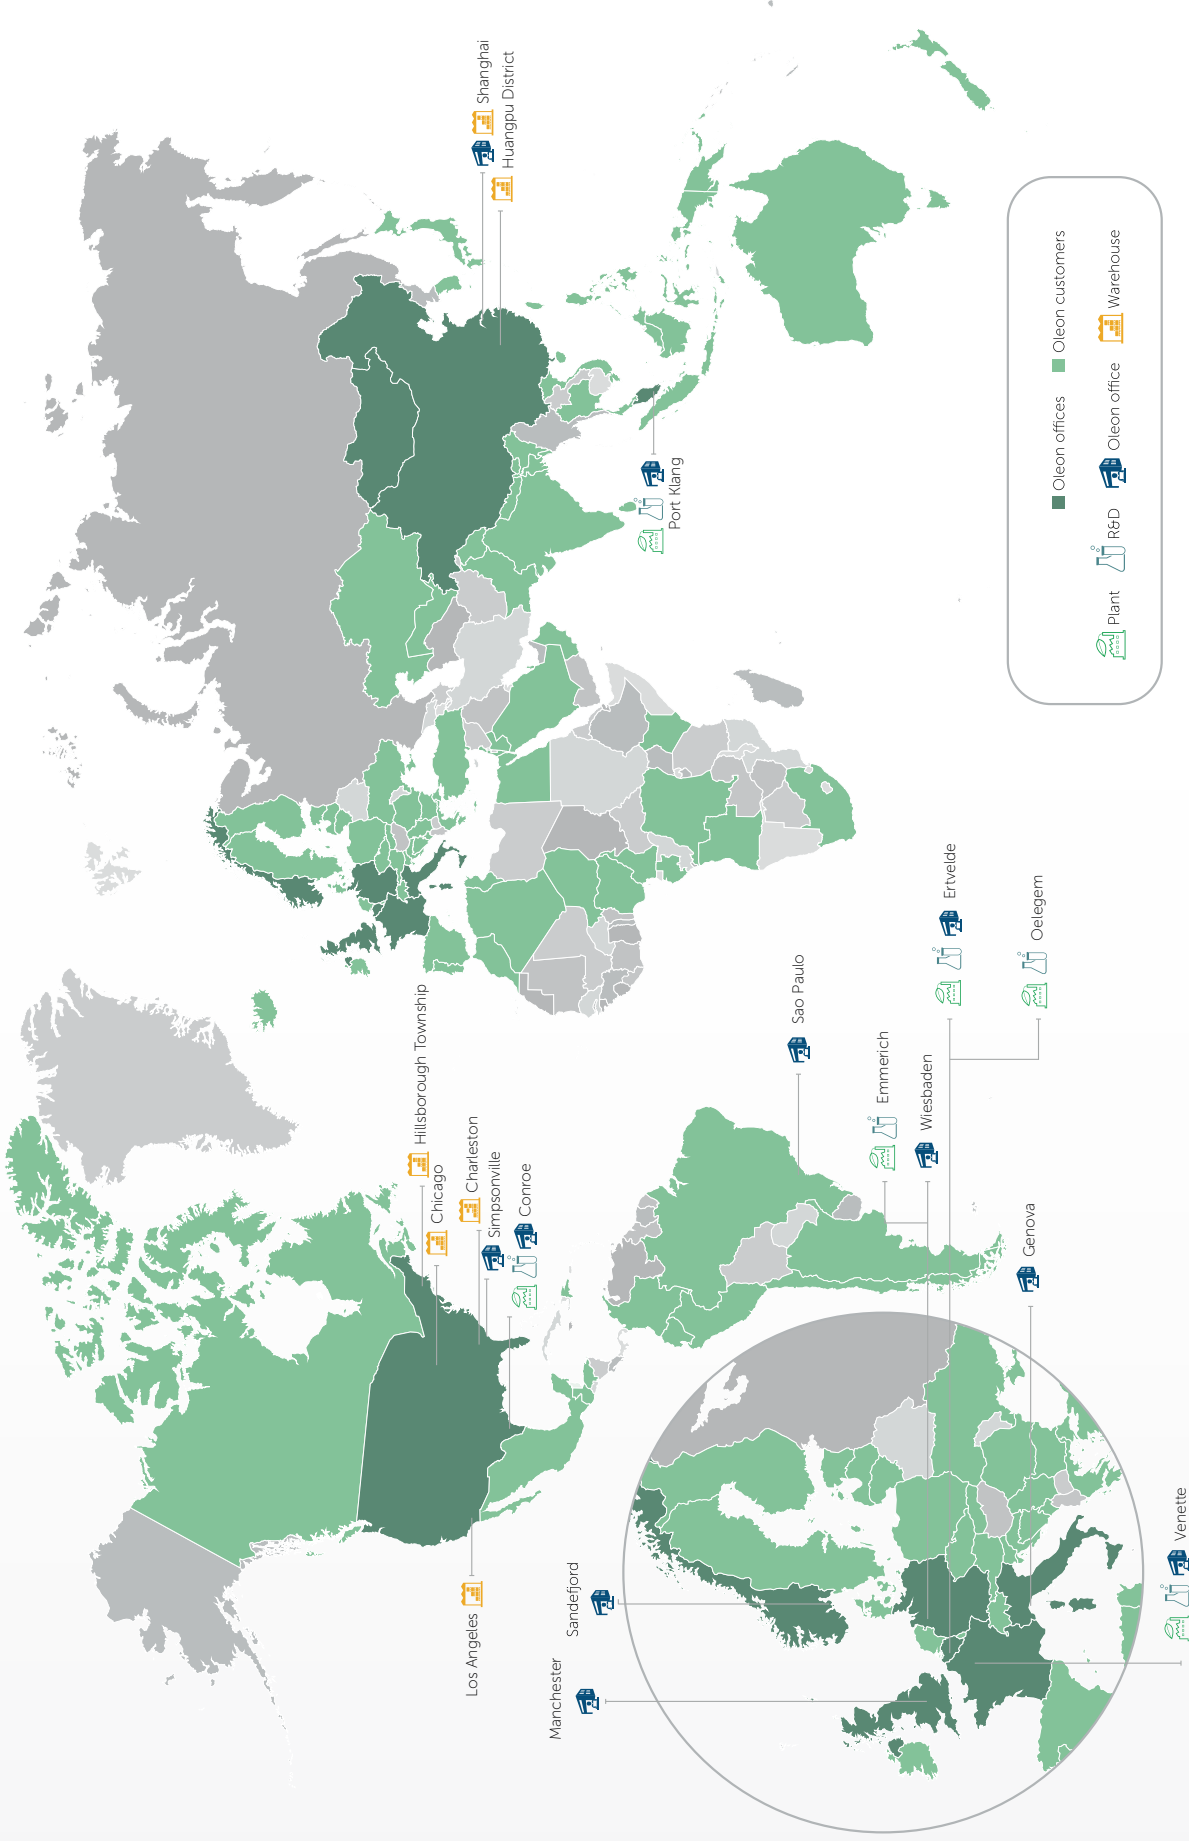 Manchester
Sandefjord
Los Angeles
Hillsborough Township
Chicago
Charleston
Simpsonville
Conroe
Venette
Genova
Wiesbaden
Emmerich
Sao Paulo
Ertvelde
Oelegem
Port Klang
Shanghai
Huangpu District
Oleon offices
Oleon customers
Plant
R&D
Oleon office
Warehouse